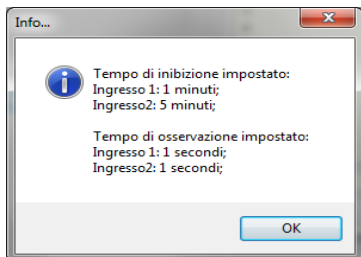 Info...
Tempo di inibizione impostato:
Ingresso 1: 1 minuti;
Ingresso2: 5 minuti;
Tempo di osservazione impostato:
Ingresso 1: 1 secondi;
Ingresso2: 1 secondi;
OK